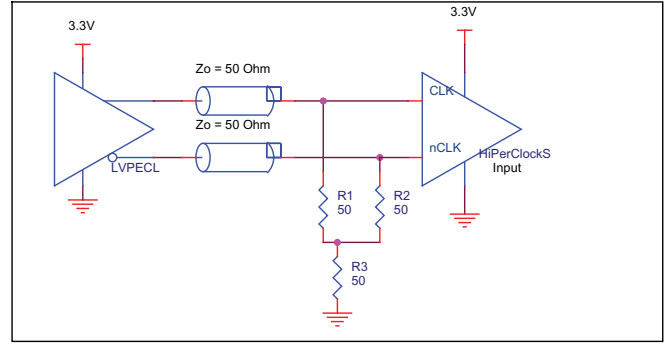 3.3V
3.3V
Zo = 50 Ohm
CLK
Zo = 50 Ohm
nCLK
LVPECL
HiPerClockS
Input
R1
50
R2
50
R3
50